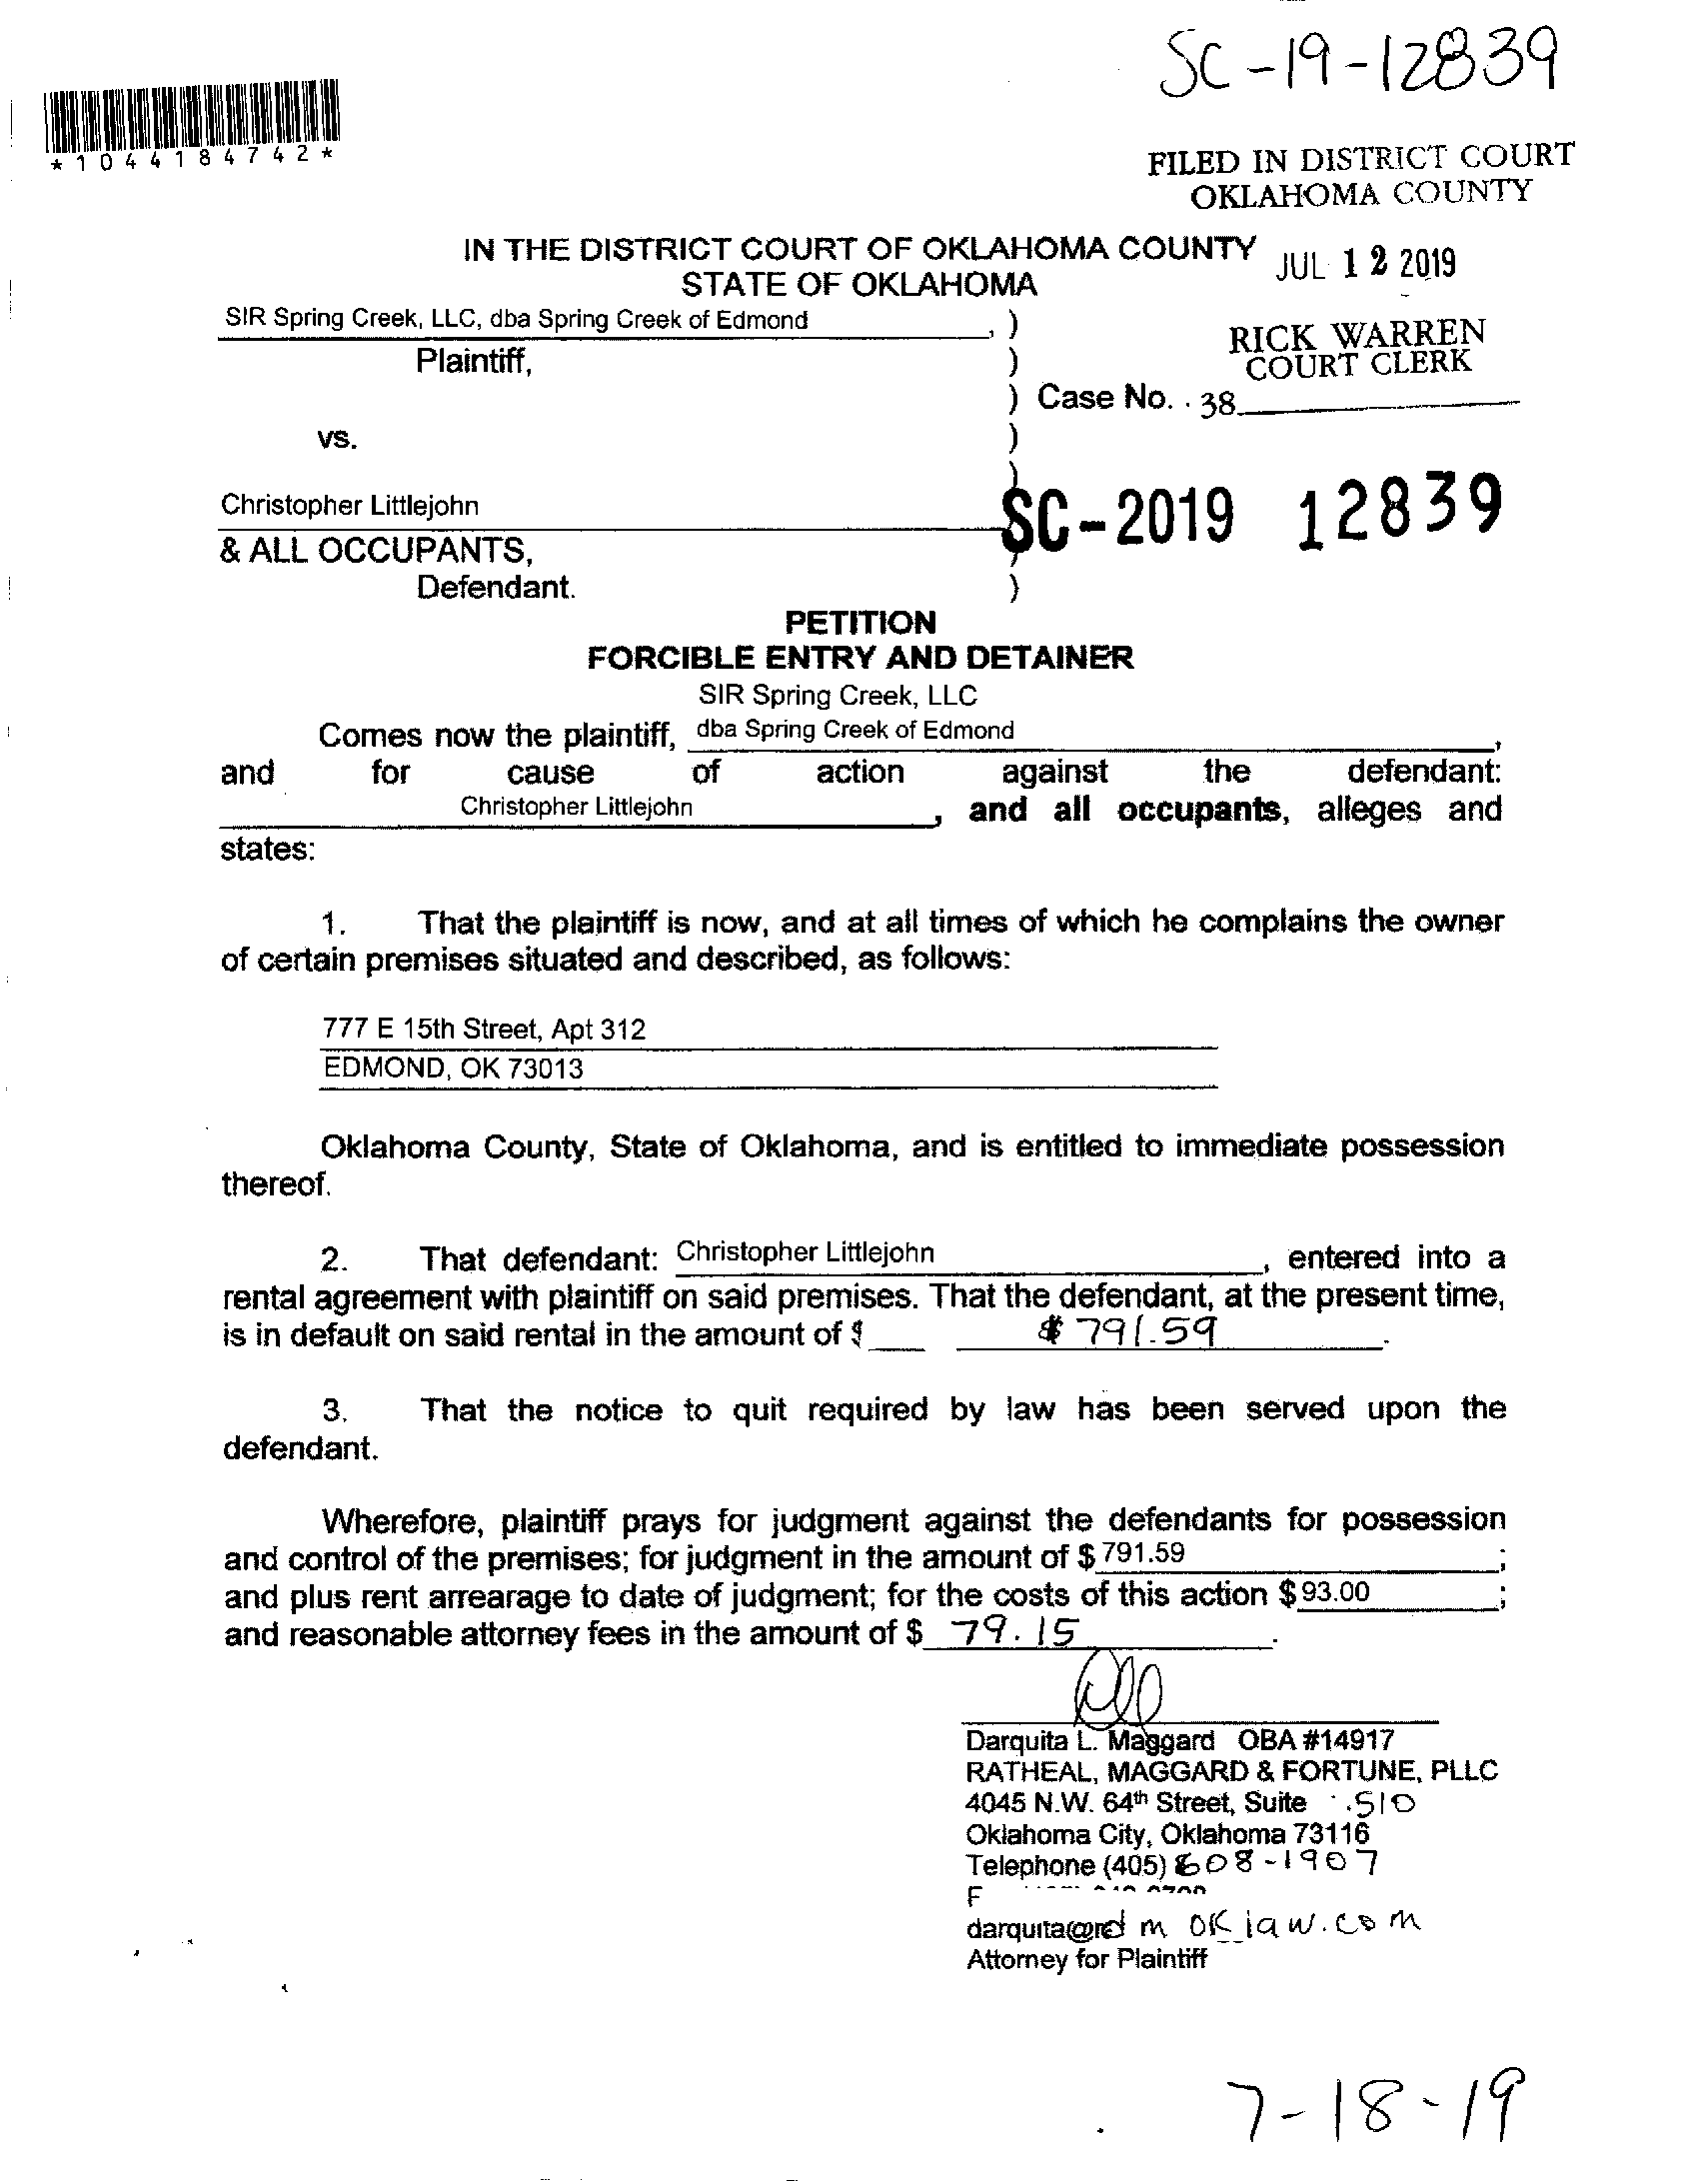 SC-19-12839
*1044184742*
FILED IN DISTRICT COURT
OKLAHOMA COUNTY
IN THE DISTRICT COURT OF OKLAHOMA COUNTY
JUL 12 2019
STATE OF OKLAHOMA
SIR Spring Creek, LLC, dba Spring Creek of Edmond, )
RICK WARREN
Plaintiff, )
COURT CLERK
) Case No. . 38
vs. )
)
Christopher Littlejohn
SC-2019 12839
& ALL OCCUPANTS, )
Defendant. )
PETITION
FORCIBLE ENTRY AND DETAINER
SIR Spring Creek, LLC
Comes now the plaintiff, dba Spring Creek of Edmond,
and for cause of action against the defendant:
Christopher Littlejohn, and all occupants, alleges and
states:
1. That the plaintiff is now, and at all times of which he complains the owner
of certain premises situated and described, as follows:
777 E 15th Street, Apt 312
EDMOND, OK 73013
Oklahoma County, State of Oklahoma, and is entitled to immediate possession
thereof.
2. That defendant: Christopher Littlejohn, entered into a
rental agreement with plaintiff on said premises. That the defendant, at the present time,
is in default on said rental in the amount of $ $ 791.59.
3. That the notice to quit required by law has been served upon the
defendant.
Wherefore, plaintiff prays for judgment against the defendants for possession
and control of the premises; for judgment in the amount of $ 791.59;
and plus rent arrearage to date of judgment; for the costs of this action $ 93.00;
and reasonable attorney fees in the amount of $ 79.15.
Darquita L. Maggard OBA #14917
RATHEAL, MAGGARD & FORTUNE, PLLC
4045 N.W. 64th Street, Suite 510
Oklahoma City, Oklahoma 73116
Telephone (405) 608-1907
F
Attorney for Plaintiff
7-18-19